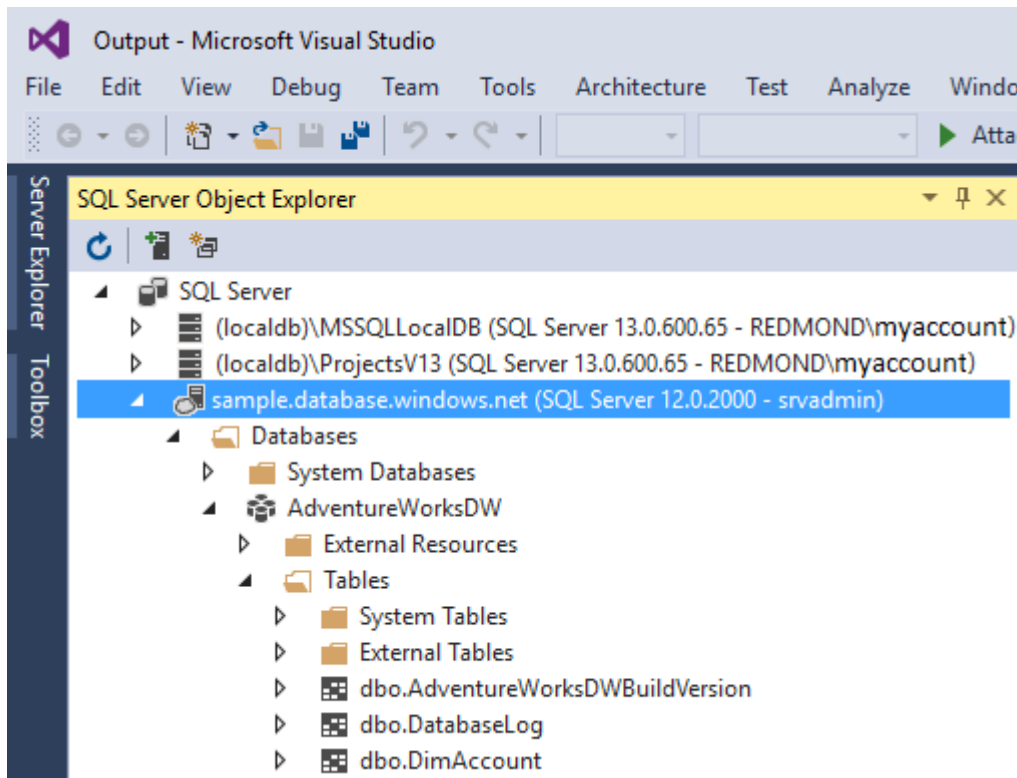 Output - Microsoft Visual Studio
File Edit View Debug Team Tools Architecture Test Analyze Windo
Atta
Server Explorer
Toolbox
SQL Server Object Explorer
SQL Server
(localdb)\MSSQLLocalDB (SQL Server 13.0.600.65 - REDMOND\myaccount)
(localdb)\ProjectsV13 (SQL Server 13.0.600.65 - REDMOND\myaccount)
sample.database.windows.net (SQL Server 12.0.2000 - srvadmin)
Databases
System Databases
AdventureWorksDW
External Resources
Tables
System Tables
External Tables
dbo.AdventureWorksDWBuildVersion
dbo.DatabaseLog
dbo.DimAccount